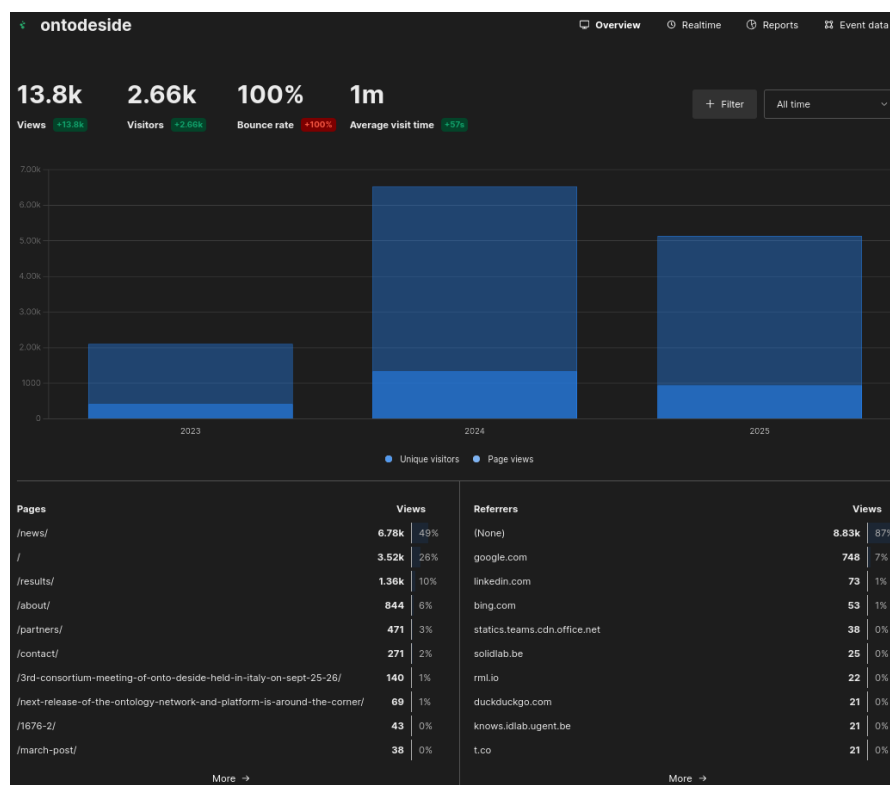 ontodeside
Overview
Realtime
Reports
Event data
13.8k
2.66k
100%
1m
Views +13.8k
Visitors +2.66k
Bounce rate +100%
Average visit time +57s
+ Filter
All time
7.00k
6.00k
5.00k
4.00k
3.00k
2.00k
1000
0
2023
2024
2025
Unique visitors
Page views
Pages Views
/news/ 6.78k 49%
/ 3.52k 26%
/results/ 1.36k 10%
/about/ 844 6%
/partners/ 471 3%
/contact/ 271 2%
/3rd-consortium-meeting-of-onto-deside-held-in-italy-on-sept-25-26/ 140 1%
/next-release-of-the-ontology-network-and-platform-is-around-the-corner/ 69 1%
/1676-2/ 43 0%
/march-post/ 38 0%
More →
Referrers Views
(None) 8.83k 87%
google.com 748 7%
linkedin.com 73 1%
bing.com 53 1%
statics.teams.cdn.office.net 38 0%
solidlab.be 25 0%
rml.io 22 0%
duckduckgo.com 21 0%
knows.idlab.ugent.be 21 0%
t.co 21 0%
More →